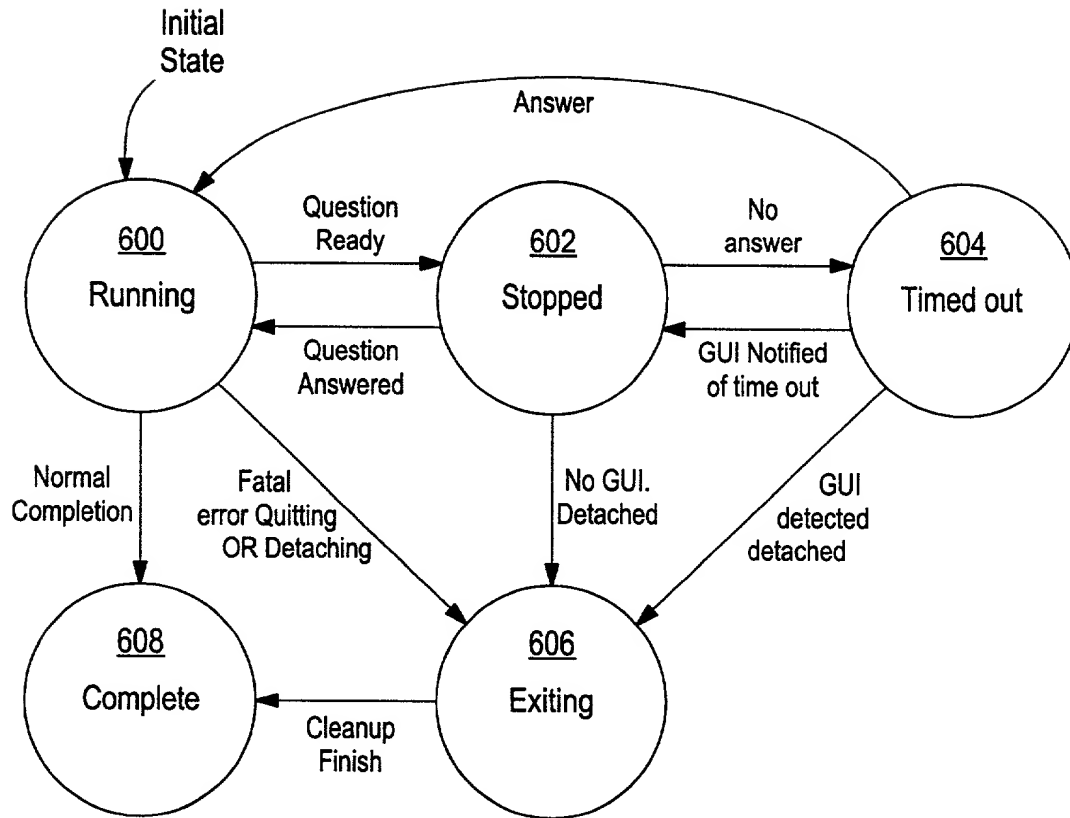 Initial
State
Answer
600
Running
Question
Ready
602
Stopped
No
answer
604
Timed out
Question
Answered
GUI Notified
of time out
Normal
Completion
Fatal
error Quitting
OR Detaching
No GUI.
Detached
GUI
detected
detached
608
Complete
Cleanup
Finish
606
Exiting